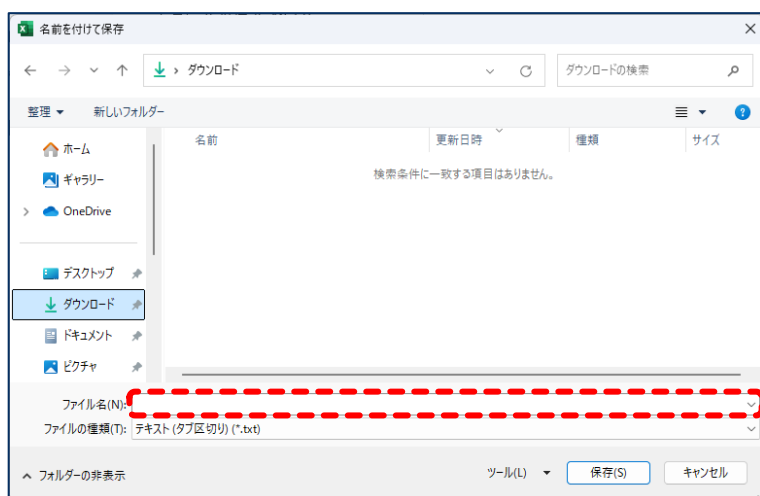 名前を付けて保存
ダウンロード
ダウンロードの検索
整理
新しいフォルダー
名前
更新日時
種類
サイズ
検索条件に一致する項目はありません。
ホーム
ギャラリー
OneDrive
デスクトップ
ダウンロード
ドキュメント
ピクチャ
ファイル名(N):
ファイルの種類(T): テキスト (タブ区切り) (*.txt)
フォルダーの非表示
ツール(L)
保存(S)
キャンセル